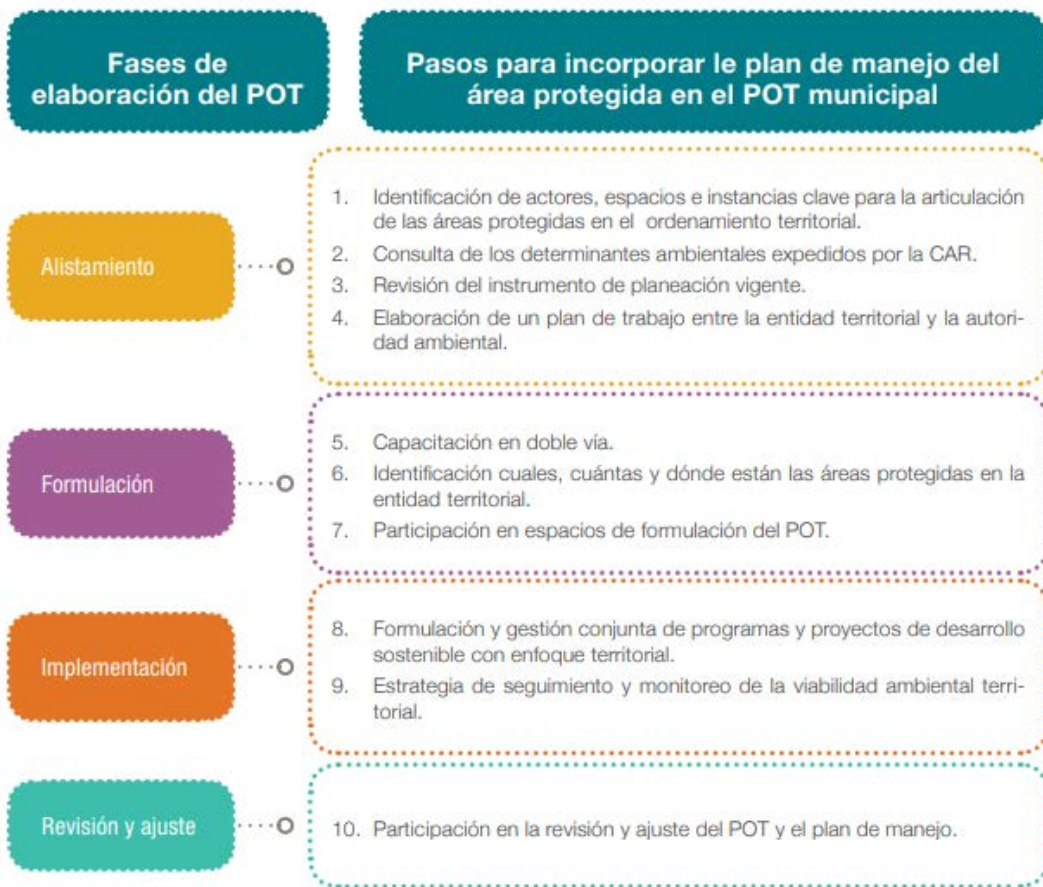 Fases de
elaboración del POT
Pasos para incorporar le plan de manejo del
área protegida en el POT municipal
Alistamiento
1. Identificación de actores, espacios e instancias clave para la articulación
de las áreas protegidas en el ordenamiento territorial.
2. Consulta de los determinantes ambientales expedidos por la CAR.
3. Revisión del instrumento de planeación vigente.
4. Elaboración de un plan de trabajo entre la entidad territorial y la autori-
dad ambiental.
Formulación
5. Capacitación en doble vía.
6. Identificación cuales, cuántas y dónde están las áreas protegidas en la
entidad territorial.
7. Participación en espacios de formulación del POT.
Implementación
8. Formulación y gestión conjunta de programas y proyectos de desarrollo
sostenible con enfoque territorial.
9. Estrategia de seguimiento y monitoreo de la viabilidad ambiental terri-
torial.
Revisión y ajuste
10. Participación en la revisión y ajuste del POT y el plan de manejo.